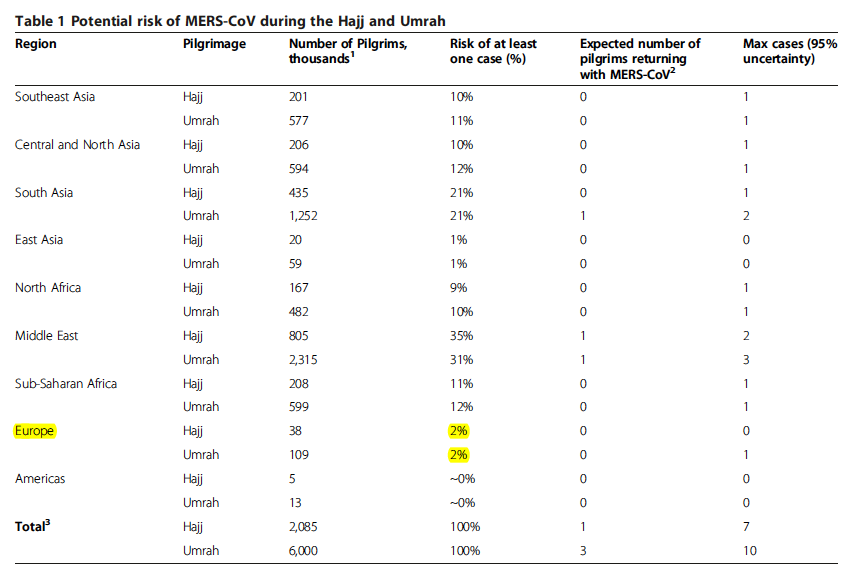 Table 1 Potential risk of MERS-CoV during the Hajj and Umrah
Region Pilgrimage Number of Pilgrims, thousands1 Risk of at least one case (%) Expected number of pilgrims returning with MERS-CoV2 Max cases (95% uncertainty)
Southeast Asia Hajj 201 10% 0 1
Umrah 577 11% 0 1
Central and North Asia Hajj 206 10% 0 1
Umrah 594 12% 0 1
South Asia Hajj 435 21% 0 1
Umrah 1,252 21% 1 2
East Asia Hajj 20 1% 0 0
Umrah 59 1% 0 0
North Africa Hajj 167 9% 0 1
Umrah 482 10% 0 1
Middle East Hajj 805 35% 1 2
Umrah 2,315 31% 1 3
Sub-Saharan Africa Hajj 208 11% 0 1
Umrah 599 12% 0 1
Europe Hajj 38 2% 0 0
Umrah 109 2% 0 1
Americas Hajj 5 ~0% 0 0
Umrah 13 ~0% 0 0
Total3 Hajj 2,085 100% 1 7
Umrah 6,000 100% 3 10